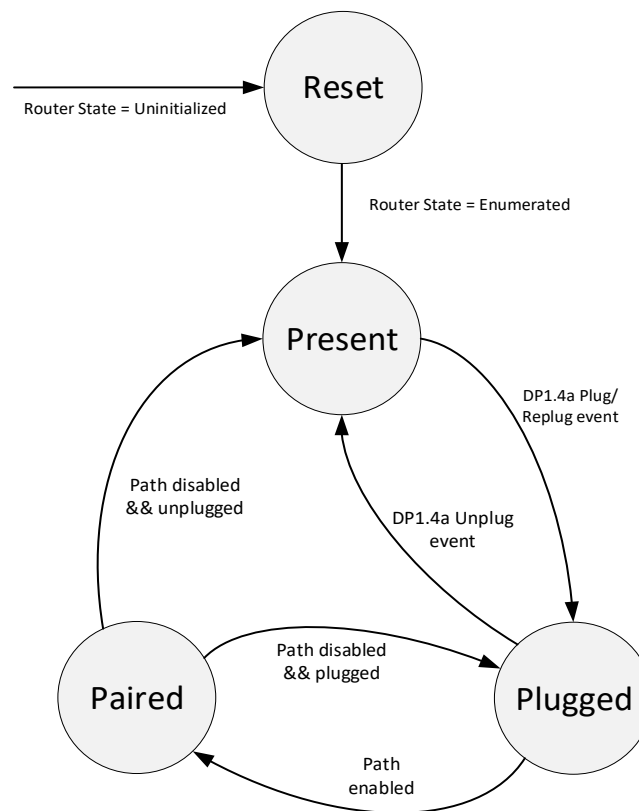 Reset
Router State = Uninitialized
Router State = Enumerated
Present
DP1.4a Plug/
Replug event
Path disabled
&& unplugged
DP1.4a Unplug
event
Path disabled
&& plugged
Paired
Plugged
Path
enabled